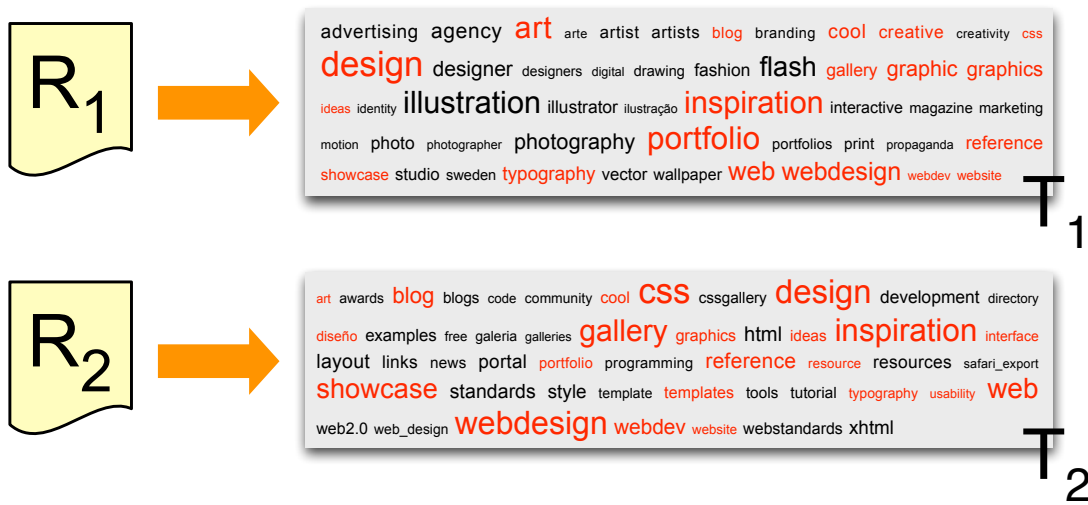 R1
advertising agency art arte artist artists blog branding cool creative creativity css
design designer designers digital drawing fashion flash gallery graphic graphics
ideas identity illustration illustrator ilustração inspiration interactive magazine marketing
motion photo photographer photography portfolio portfolios print propaganda reference
showcase studio sweden typography vector wallpaper web webdesign webdev website
T1
R2
art awards blog blogs code community cool css cssgallery design development directory
diseño examples free galeria galleries gallery graphics html ideas inspiration interface
layout links news portal portfolio programming reference resource resources safari_export
showcase standards style template templates tools tutorial typography usability web
web2.0 web_design webdesign webdev website webstandards xhtml
T2